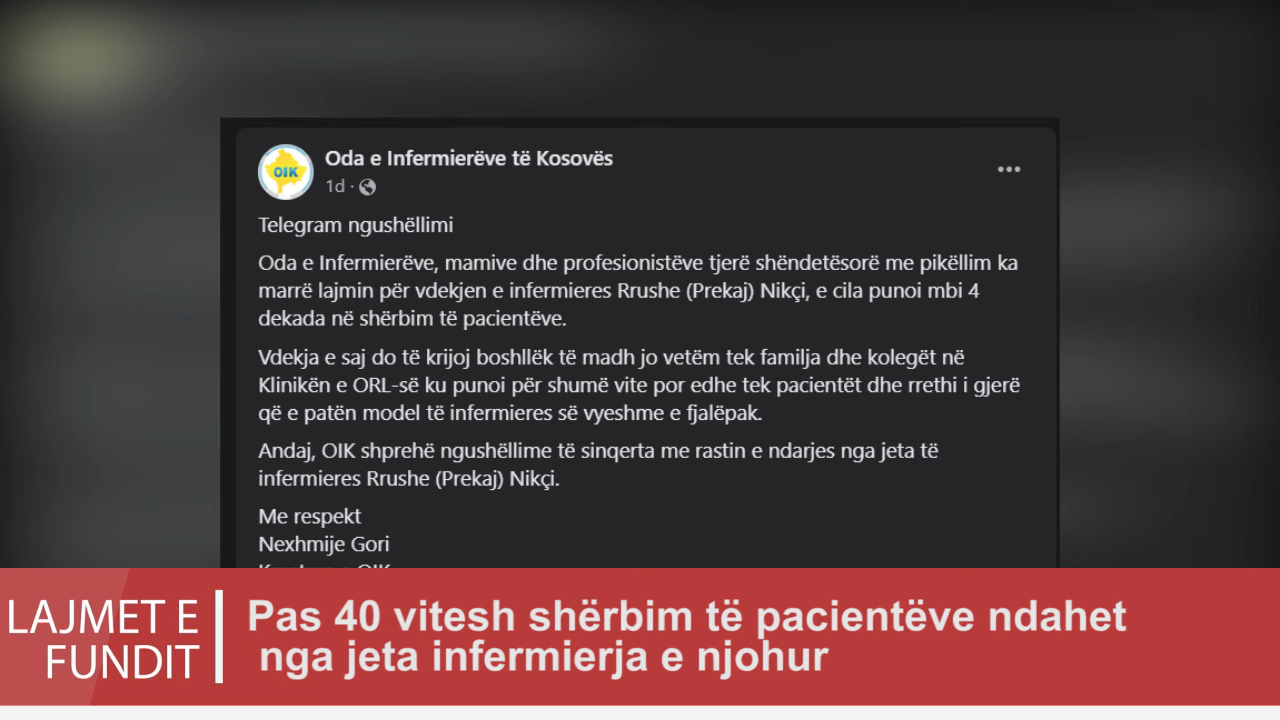 OIK
Oda e Infermierëve të Kosovës
1d ·
Telegram ngushëllimi
Oda e Infermierëve, mamive dhe profesionistëve tjerë shëndetësorë me pikëllim ka
marrë lajmin për vdekjen e infermieres Rrushe (Prekaj) Nikçi, e cila punoi mbi 4
dekada në shërbim të pacientëve.
Vdekja e saj do të krijoj boshllëk të madh jo vetëm tek familja dhe kolegët në
Klinikën e ORL-së ku punoi për shumë vite por edhe tek pacientët dhe rrethi i gjerë
që e patën model të infermieres së vyeshme e fjalëpak.
Andaj, OIK shprehë ngushëllime të sinqerta me rastin e ndarjes nga jeta të
infermieres Rrushe (Prekaj) Nikçi.
Me respekt
Nexhmije Gori
LAJMET E
FUNDIT
Pas 40 vitesh shërbim të pacientëve ndahet
nga jeta infermierja e njohur